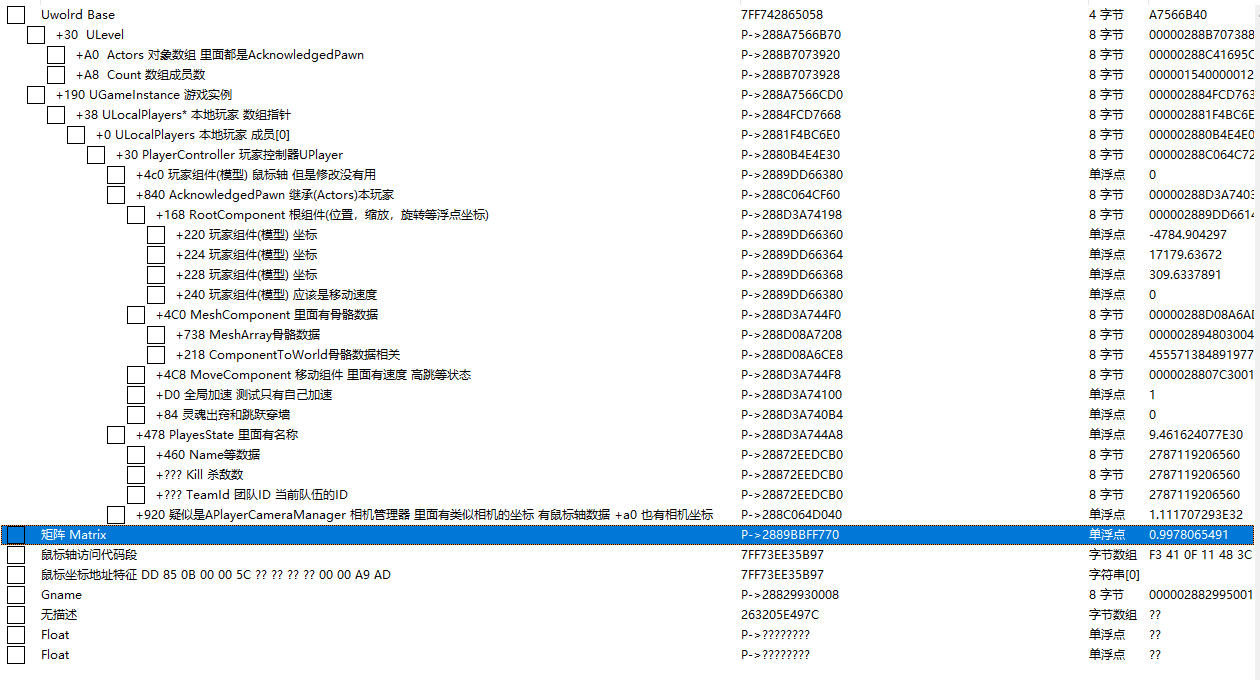 Uwolrd Base 7FF742865058 4 字节 A7566B40
+30 ULevel P->288A7566B70 8 字节 00000288B707388
+A0 Actors 对象数组 里面都是AcknowledgedPawn P->288B7073920 8 字节 00000288C41695C
+A8 Count 数组成员数 P->288B7073928 8 字节 000001540000012
+190 UGameInstance 游戏实例 P->288A7566CD0 8 字节 000002884FCD763
+38 ULocalPlayers* 本地玩家 数组指针 P->2884FCD7668 8 字节 000002881F4BC6E
+0 ULocalPlayers 本地玩家 成员[0] P->2881F4BC6E0 8 字节 000002880B4E4E0
+30 PlayerController 玩家控制器UPlayer P->2880B4E4E30 8 字节 00000288C064C72
+4c0 玩家组件(模型) 鼠标轴 但是修改没有用 P->2889DD66380 单浮点 0
+840 AcknowledgedPawn 继承(Actors)本玩家 P->288C064CF60 8 字节 00000288D3A7403
+168 RootComponent 根组件(位置，缩放，旋转等浮点坐标) P->288D3A74198 8 字节 000002889DD6614
+220 玩家组件(模型) 坐标 P->2889DD66360 单浮点 -4784.904297
+224 玩家组件(模型) 坐标 P->2889DD66364 单浮点 17179.63672
+228 玩家组件(模型) 坐标 P->2889DD66368 单浮点 309.6337891
+240 玩家组件(模型) 应该是移动速度 P->2889DD66380 单浮点 0
+4C0 MeshComponent 里面有骨骼数据 P->288D3A744F0 8 字节 00000288D08A6AD
+738 MeshArray骨骼数据 P->288D08A7208 8 字节 000002894803004
+218 ComponentToWorld骨骼数据相关 P->288D08A6CE8 8 字节 455571384891977
+4C8 MoveComponent 移动组件 里面有速度 高跳等状态 P->288D3A744F8 8 字节 0000028807C3001
+D0 全局加速 测试只有自己加速 P->288D3A74100 单浮点 1
+84 灵魂出窍和跳跃穿墙 P->288D3A740B4 单浮点 0
+478 PlayesState 里面有名称 P->288D3A744A8 单浮点 9.461624077E30
+460 Name等数据 P->28872EEDCB0 8 字节 2787119206560
+??? Kill 杀敌数 P->28872EEDCB0 8 字节 2787119206560
+??? TeamId 团队ID 当前队伍的ID P->28872EEDCB0 8 字节 2787119206560
+920 疑似是APlayerCameraManager 相机管理器 里面有类似相机的坐标 有鼠标轴数据 +a0 也有相机坐标 P->288C064D040 单浮点 1.111707293E32
矩阵 Matrix P->2889BBFF770 单浮点 0.9978065491
鼠标轴访问代码段 7FF73EE35B97 字节数组 F3 41 0F 11 48 3C
鼠标坐标地址特征 DD 85 0B 00 00 5C ?? ?? ?? ?? 00 00 A9 AD 7FF73EE35B97 字符串[0]
Gname P->28829930008 8 字节 000002882995001
无描述 263205E497C 字节数组 ??
Float P->???????? 单浮点 ??
Float P->???????? 单浮点 ??